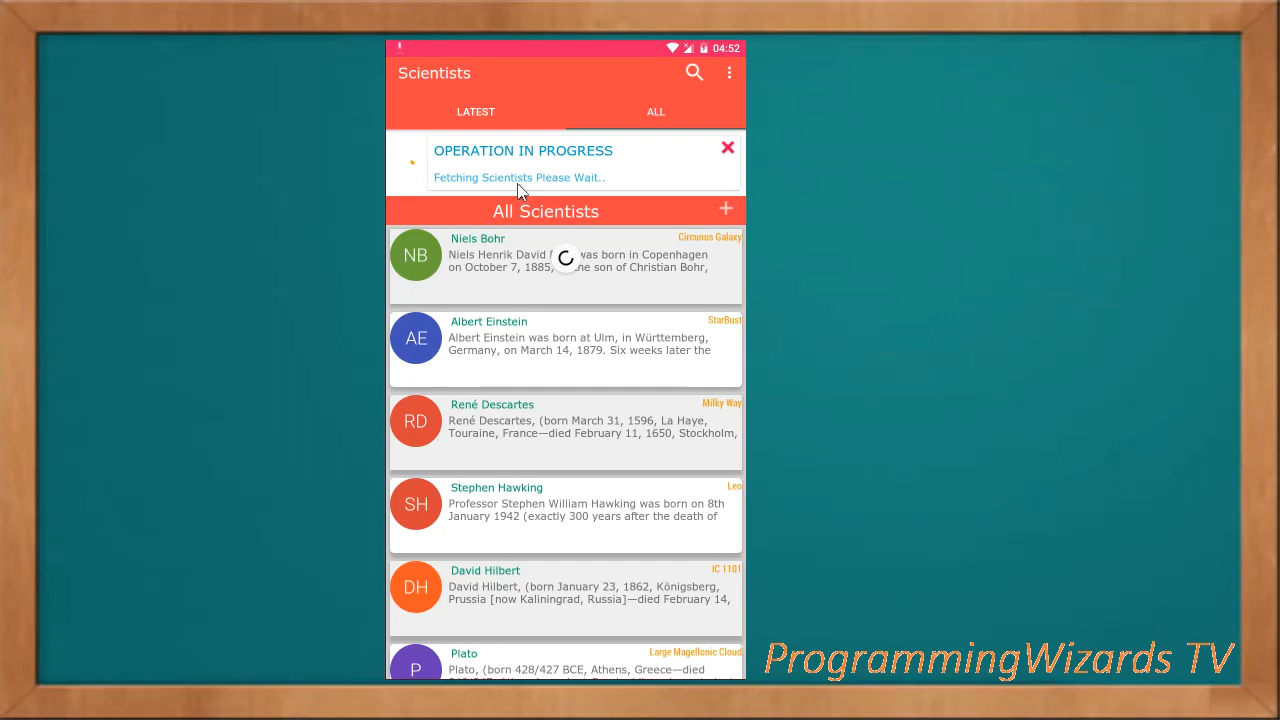 04:52
Scientists
LATEST
ALL
OPERATION IN PROGRESS
Fetching Scientists Please Wait..
All Scientists
NB
Niels Bohr
Circunus Galaxy
Niels Henrik David was born in Copenhagen
on October 7, 1885, the son of Christian Bohr,
AE
Albert Einstein
StarBust
Albert Einstein was born at Ulm, in Württemberg,
Germany, on March 14, 1879. Six weeks later the
RD
René Descartes
Milky Way
René Descartes, (born March 31, 1596, La Haye,
Touraine, France—died February 11, 1650, Stockholm,
SH
Stephen Hawking
Leo
Professor Stephen William Hawking was born on 8th
January 1942 (exactly 300 years after the death of
DH
David Hilbert
IC 1101
David Hilbert, (born January 23, 1862, Königsberg,
Prussia [now Kaliningrad, Russia]—died February 14,
P
Plato
Large Magellonic Cloud
Plato, (born 428/427 BCE, Athens, Greece—died
ProgrammingWizards TV